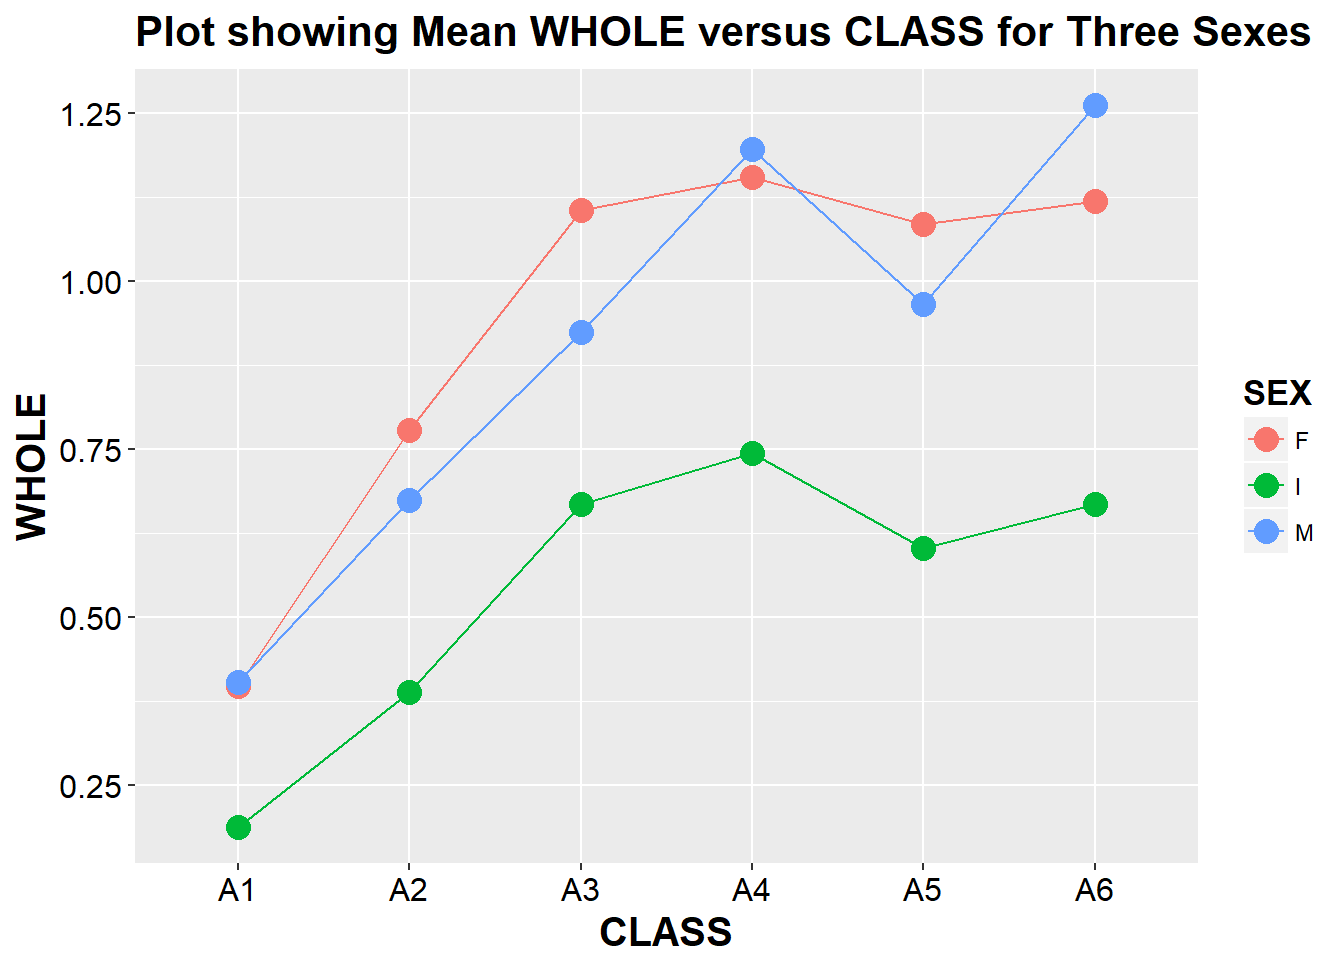 Plot showing Mean WHOLE versus CLASS for Three Sexes
WHOLE
1.25
1.00
0.75
0.50
0.25
A1 A2 A3 A4 A5 A6
CLASS
SEX
F
I
M